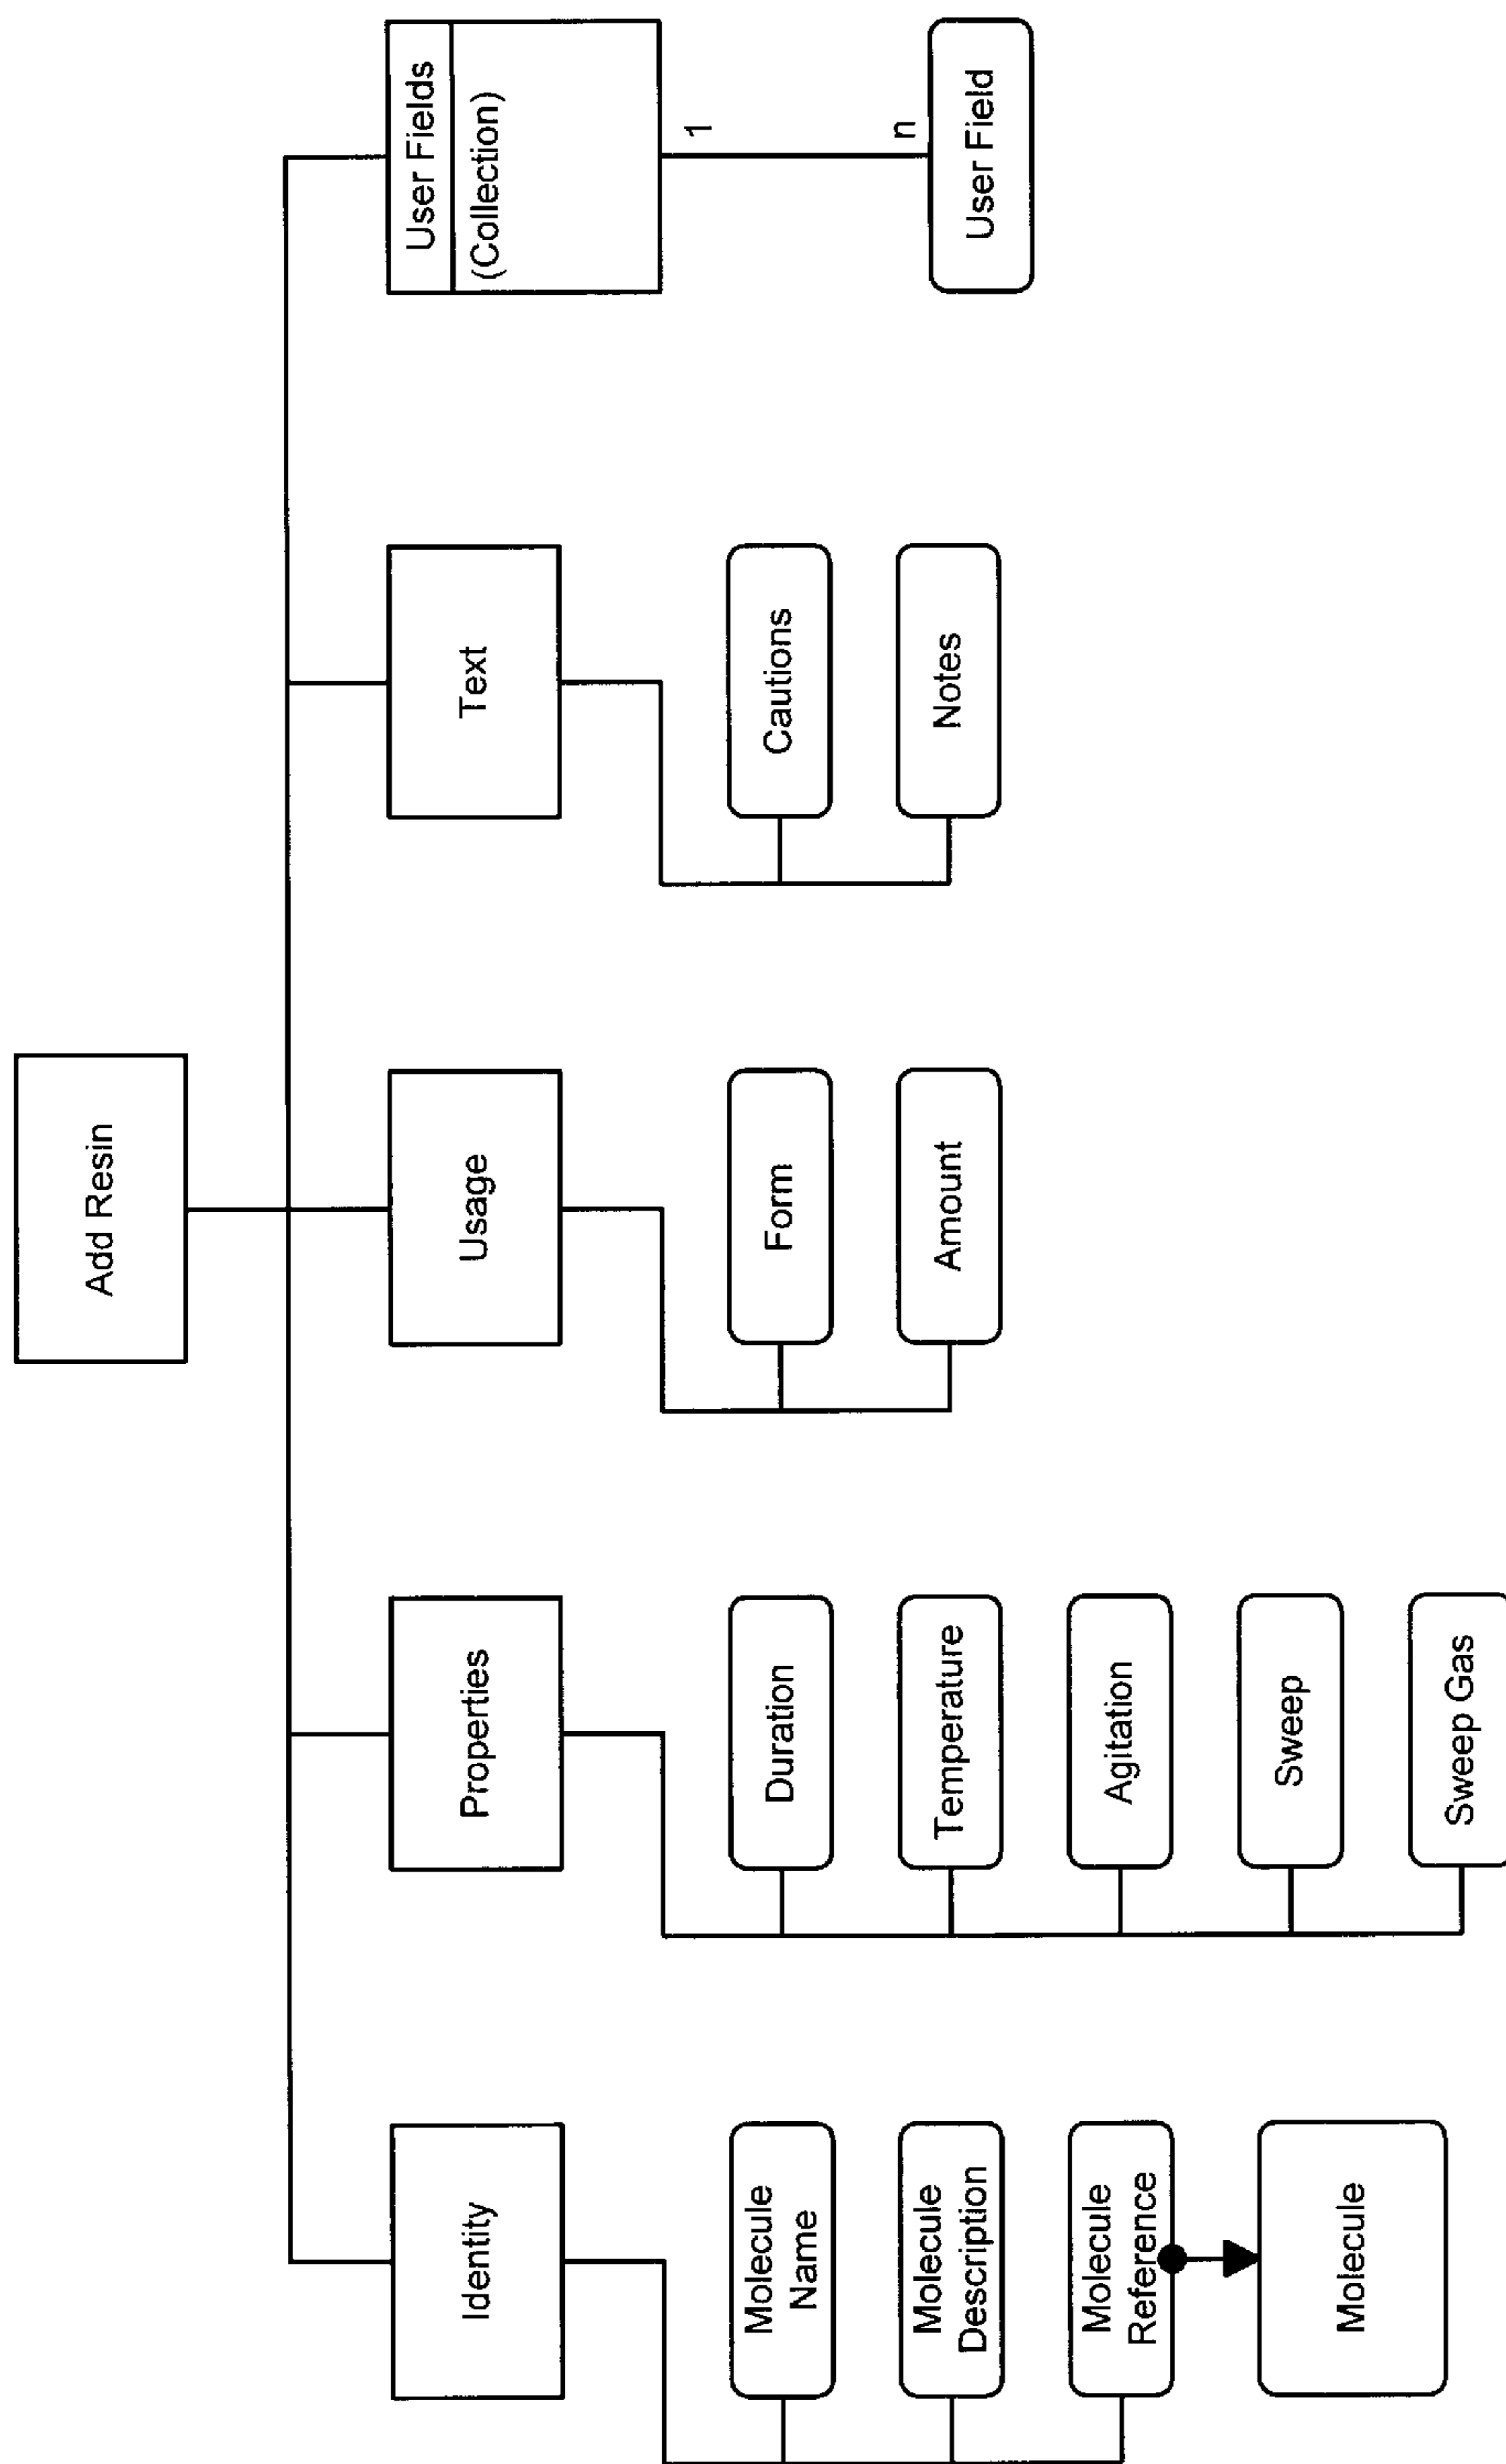 Add Resin
Identity
Molecule
Name
Molecule
Description
Molecule
Reference
Molecule
Properties
Duration
Temperature
Agitation
Sweep
Sweep Gas
Usage
Form
Amount
Text
Cautions
Notes
User Fields
(Collection)
1
n
User Field